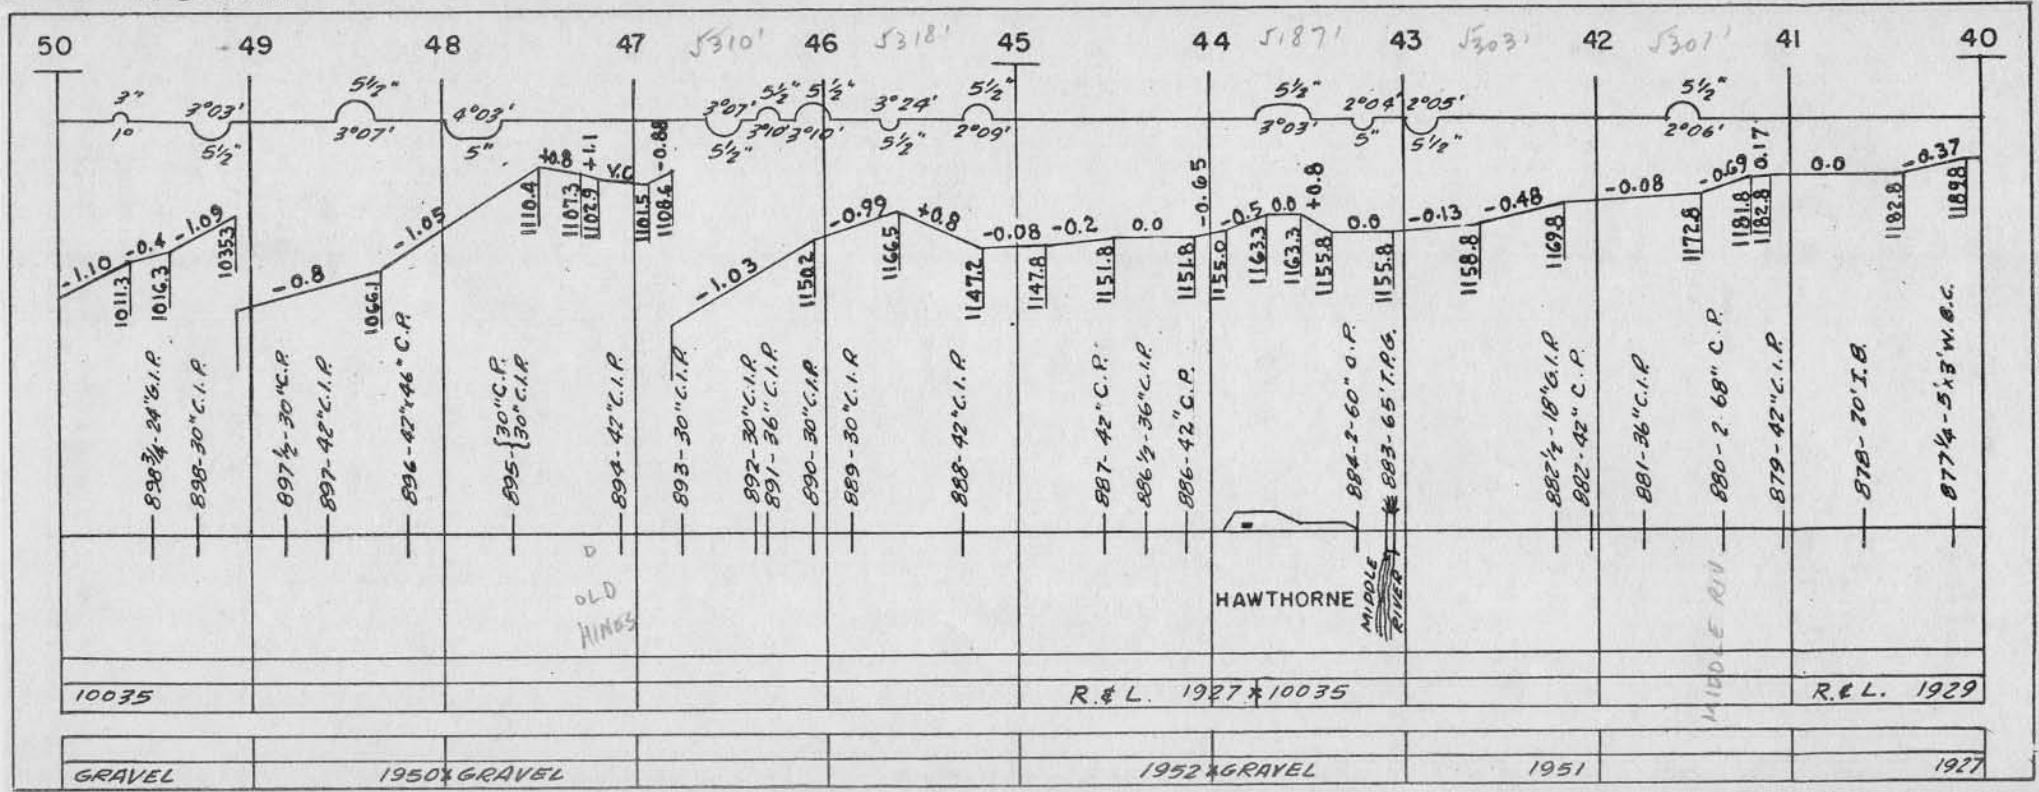 50 49 48 47 5310' 46 5318' 45 44 5187' 43 5303' 42 5301' 41 40
3" 3°03' 5½" 4°03' 3°07' 5½" 5½" 3°24' 5½" 5½" 2°04' 2°05' 5½"
1° 5½" 3°07' 5" 5½" 3°10' 3°10' 5½" 2°09' 3°03' 5" 5½" 2°06'
-1.10 -0.4 -1.09 -0.8 -1.05 +0.8 +1.1 V.C. -0.88 -1.03 -0.99 +0.8 -0.08 -0.2 0.0 -0.65 -0.5 0.0 +0.8 0.0 -0.13 -0.48 -0.08 -0.69 0.17 0.0 -0.37
1011.3 1016.3 1035.3 1066.1 1110.4 1107.3 1102.9 1101.5 1108.6 1150.2 1166.5 1147.2 1147.8 1151.8 1151.8 1155.0 1163.3 1163.3 1155.8 1155.8 1158.8 1169.8 1172.8 1181.8 1182.8 1182.8 1189.8
898¾-24"G.I.P.
898-30"C.I.P.
897½-30"C.P.
897-42"C.I.P.
896-42"x46"C.P.
895-{30"C.P.
{30"C.I.P.
894-42"C.I.P.
893-30"C.I.P.
892-30"C.I.P.
891-36"C.I.P.
890-30"C.I.P.
889-30"C.I.P.
888-42"C.I.P.
887-42"C.P.
886½-36"C.I.P.
886-42"C.P.
884-2-60" O.P.
883-65'T.P.G.
882½-18"G.I.P.
882-42"C.P.
881-36"C.I.P.
880-2-68" C.P.
879-42"C.I.P.
878-20'I.B.
877¼-5'x3'W.B.C.
D
OLD
HINES
HAWTHORNE
MIDDLE
RIVER
MIDDLE RIV.
10035 R.&L. 1927 x 10035 R.&L. 1929
GRAVEL 1950 x GRAVEL 1952 x GRAVEL 1951 1927